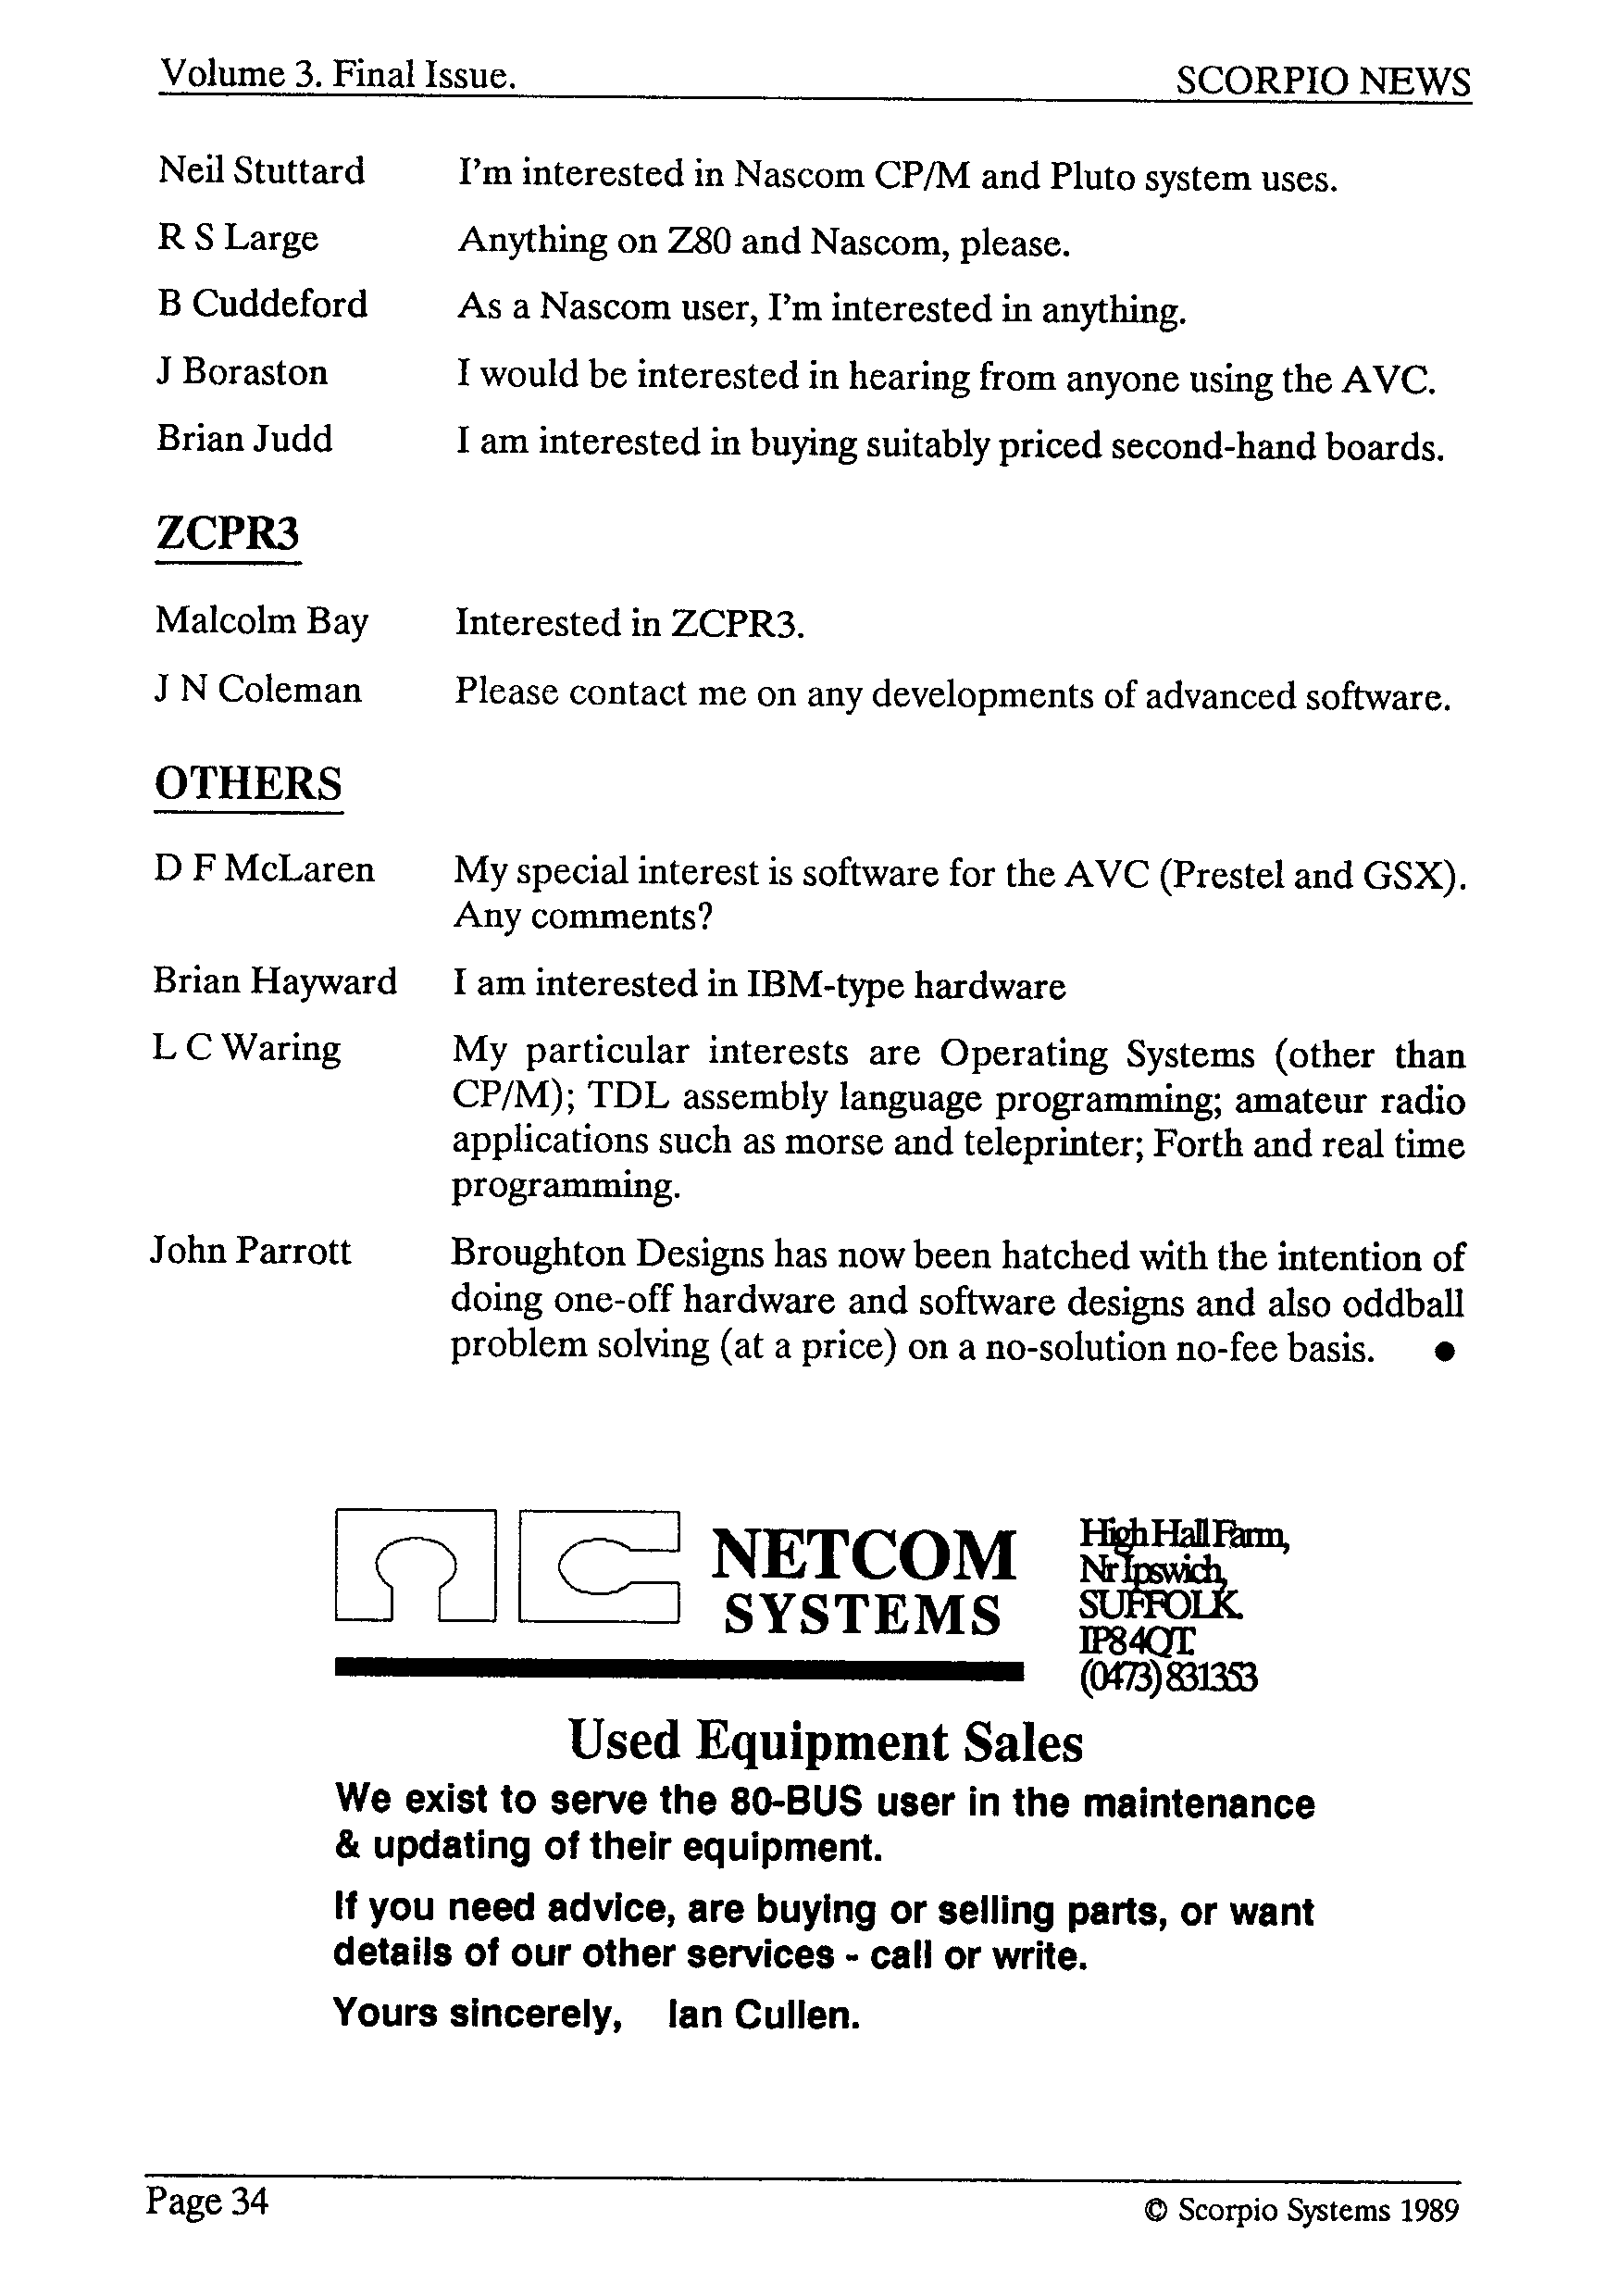 Volume 3. Final Issue. SCORPIO NEWS
Neil Stuttard I'm interested in Nascom CP/M and Pluto system uses.
R S Large Anything on Z80 and Nascom, please.
B Cuddeford As a Nascom user, I'm interested in anything.
J Boraston I would be interested in hearing from anyone using the AVC.
Brian Judd I am interested in buying suitably priced second-hand boards.
ZCPR3
Malcolm Bay Interested in ZCPR3.
J N Coleman Please contact me on any developments of advanced software.
OTHERS
D F McLaren My special interest is software for the AVC (Prestel and GSX).
Any comments?
Brian Hayward I am interested in IBM-type hardware
L C Waring My particular interests are Operating Systems (other than
CP/M); TDL assembly language programming; amateur radio
applications such as morse and teleprinter; Forth and real time
programming.
John Parrott Broughton Designs has now been hatched with the intention of
doing one-off hardware and software designs and also oddball
problem solving (at a price) on a no-solution no-fee basis. ●
NETCOM
SYSTEMS
High Hall Farm,
Nr Ipswich,
SUFFOLK.
IP8 4QT.
(0473) 831353
Used Equipment Sales
We exist to serve the 80-BUS user in the maintenance
& updating of their equipment.
If you need advice, are buying or selling parts, or want
details of our other services - call or write.
Yours sincerely, Ian Cullen.
Page 34 © Scorpio Systems 1989